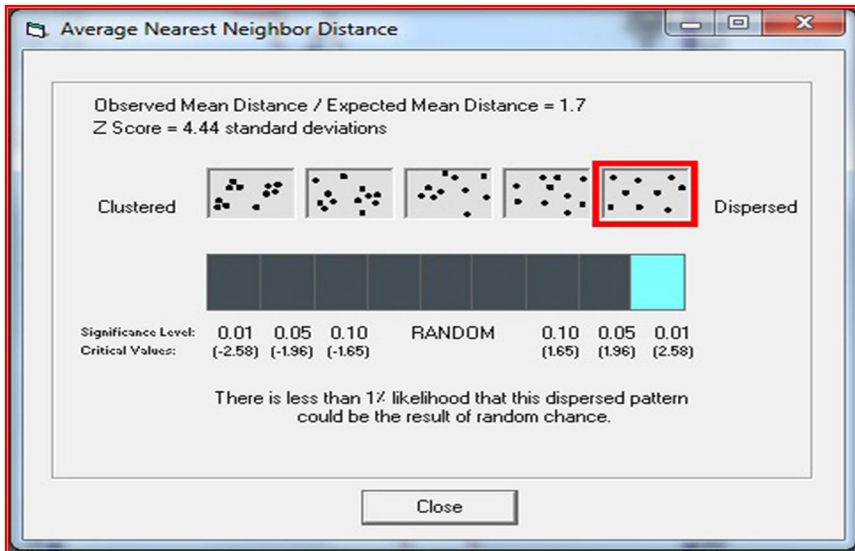 Average Nearest Neighbor Distance
Observed Mean Distance / Expected Mean Distance = 1.7
Z Score = 4.44 standard deviations
Clustered
Dispersed
Significance Level: 0.01 0.05 0.10 RANDOM 0.10 0.05 0.01
Critical Values: (-2.58) (-1.96) (-1.65) (1.65) (1.96) (2.58)
There is less than 1% likelihood that this dispersed pattern
could be the result of random chance.
Close